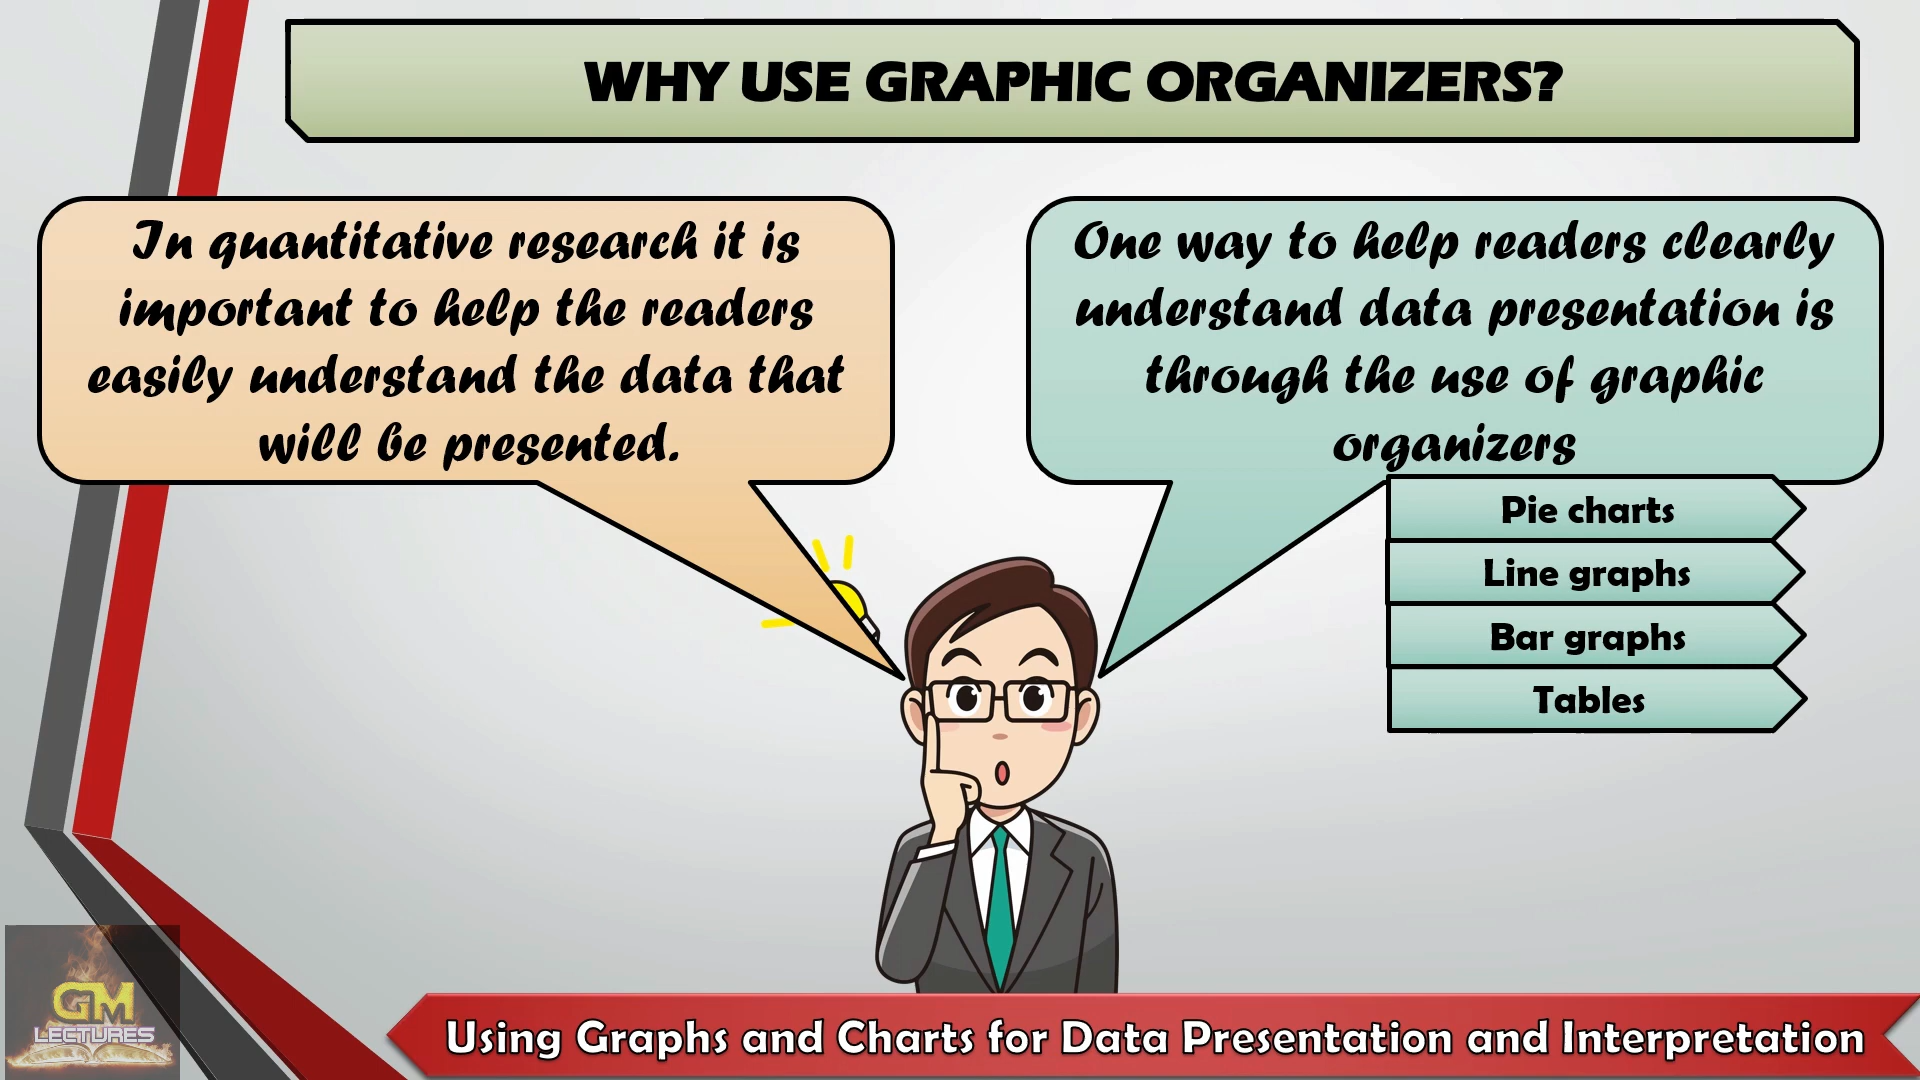 WHY USE GRAPHIC ORGANIZERS?
In quantitative research it is
important to help the readers
easily understand the data that
will be presented.
One way to help readers clearly
understand data presentation is
through the use of graphic
organizers
Pie charts
Line graphs
Bar graphs
Tables
GM
LECTURES
Using Graphs and Charts for Data Presentation and Interpretation